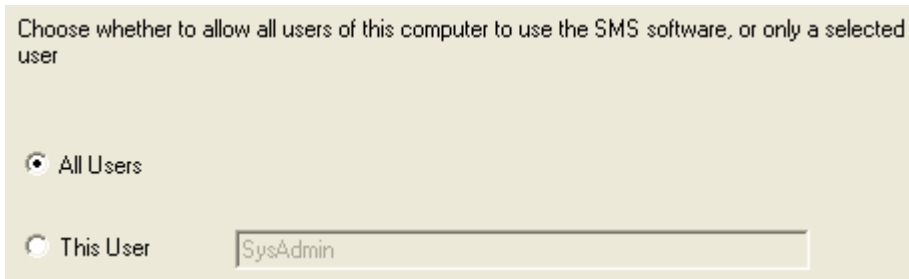 Choose whether to allow all users of this computer to use the SMS software, or only a selected
user
All Users
This User
SysAdmin